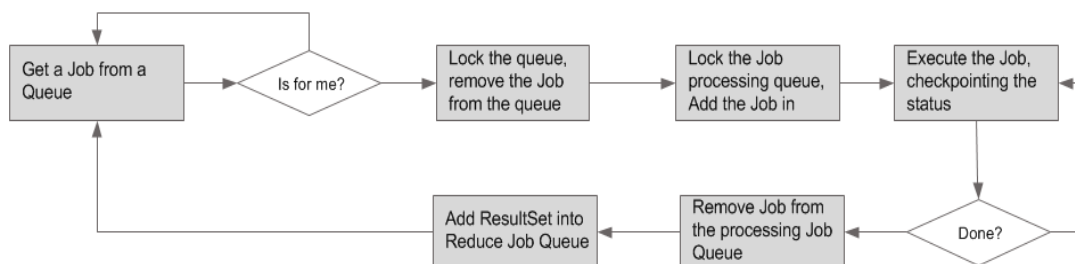 Get a Job from a
Queue
Is for me?
Lock the queue,
remove the Job
from the queue
Lock the Job
processing queue,
Add the Job in
Execute the Job,
checkpointing the
status
Done?
Remove Job from
the processing Job
Queue
Add ResultSet into
Reduce Job Queue